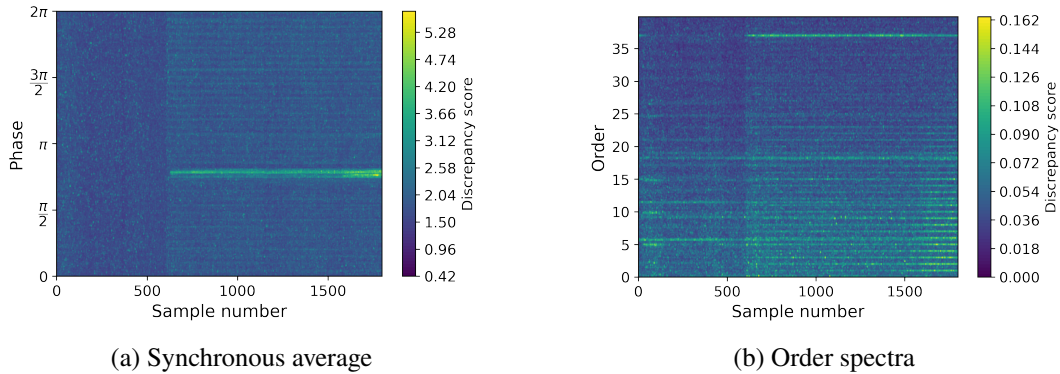 2π
3π
2
π
π
2
0
Phase
0 500 1000 1500
Sample number
5.28
4.74
4.20
3.66
3.12
2.58
2.04
1.50
0.96
0.42
Discrepancy score
(a) Synchronous average
35
30
25
20
15
10
5
0
Order
0 500 1000 1500
Sample number
0.162
0.144
0.126
0.108
0.090
0.072
0.054
0.036
0.018
0.000
Discrepancy score
(b) Order spectra